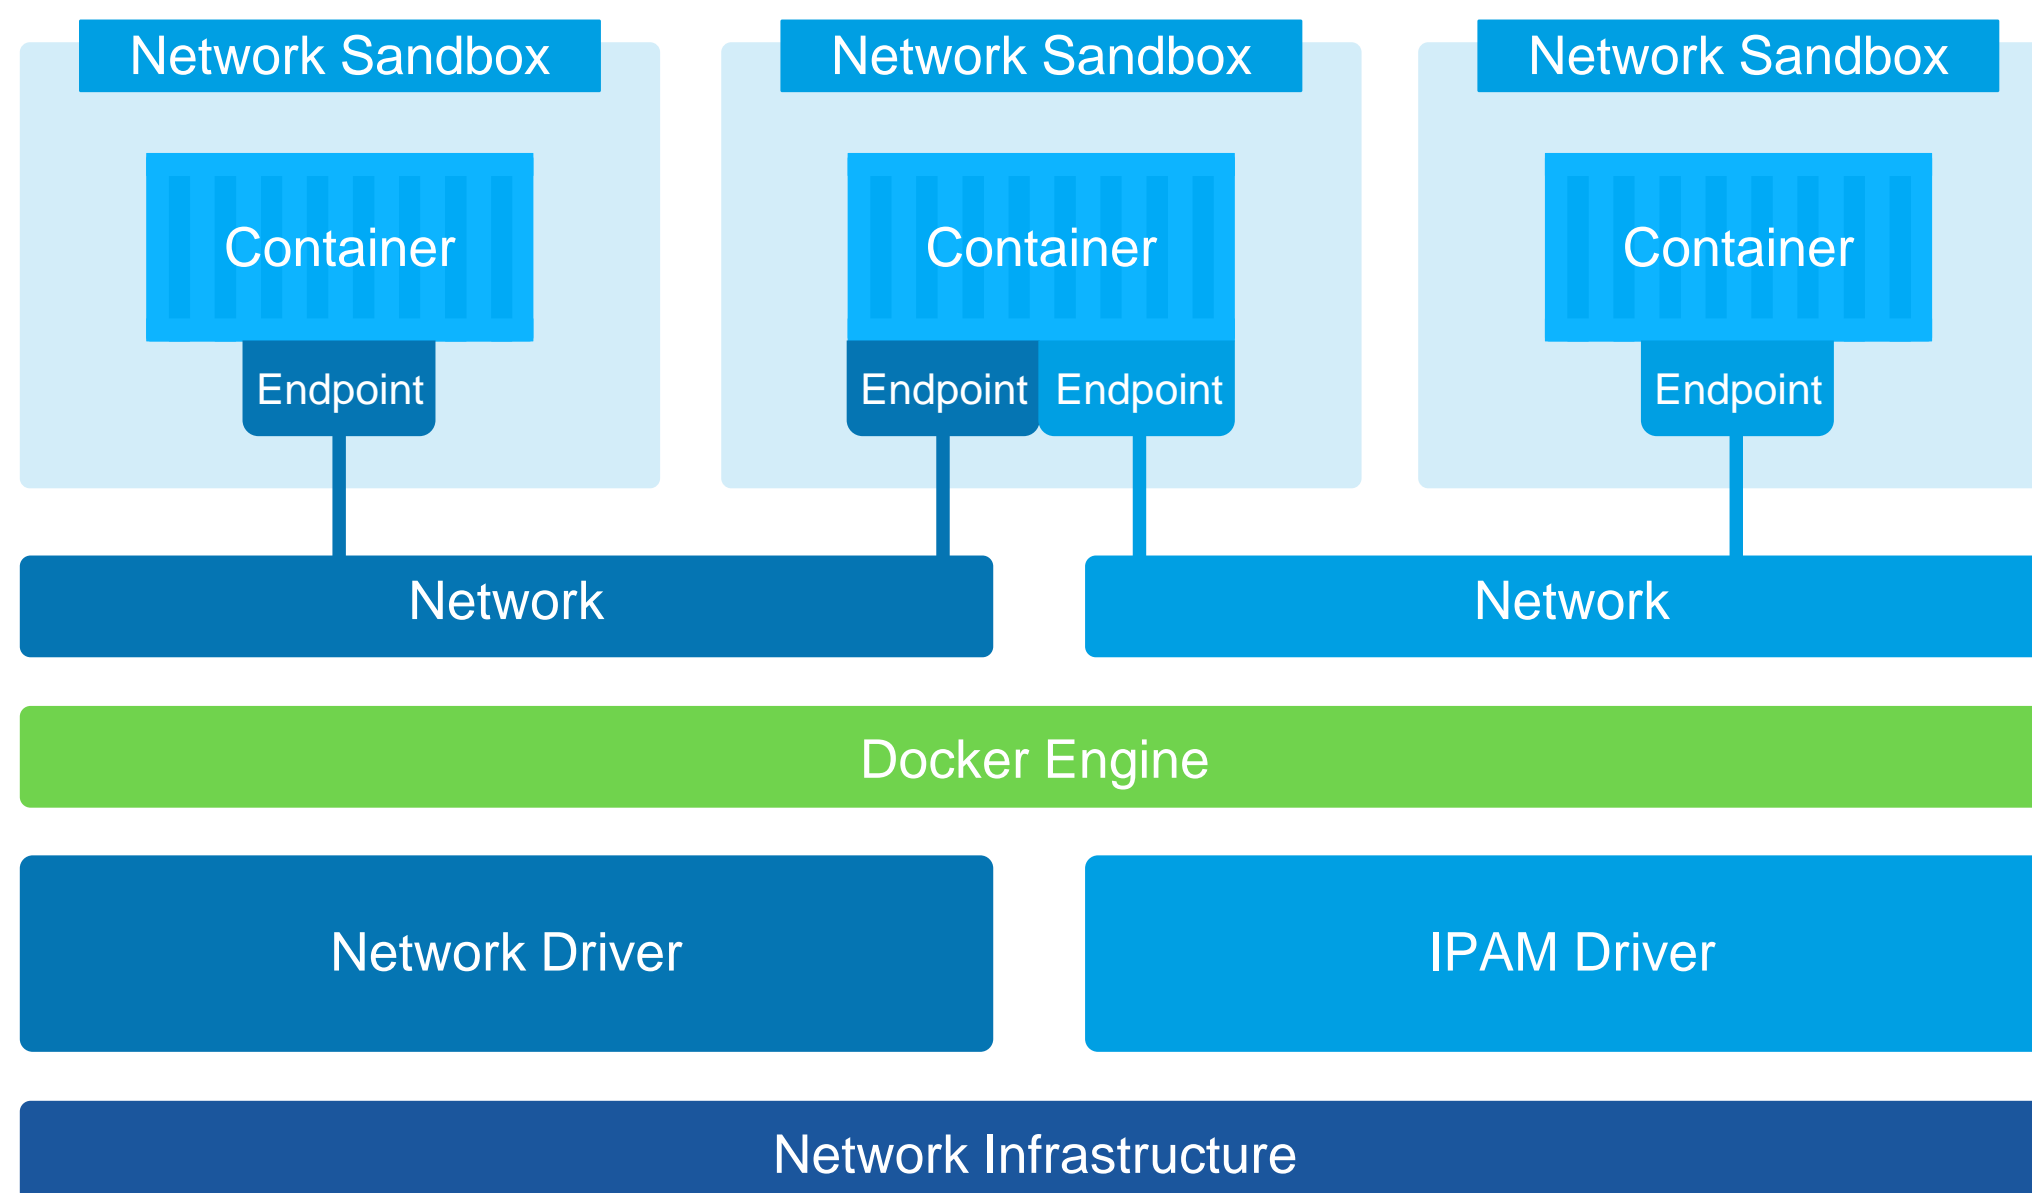 Network Sandbox
Network Sandbox
Network Sandbox
Container
Container
Container
Endpoint
Endpoint
Endpoint
Endpoint
Network
Network
Docker Engine
Network Driver
IPAM Driver
Network Infrastructure